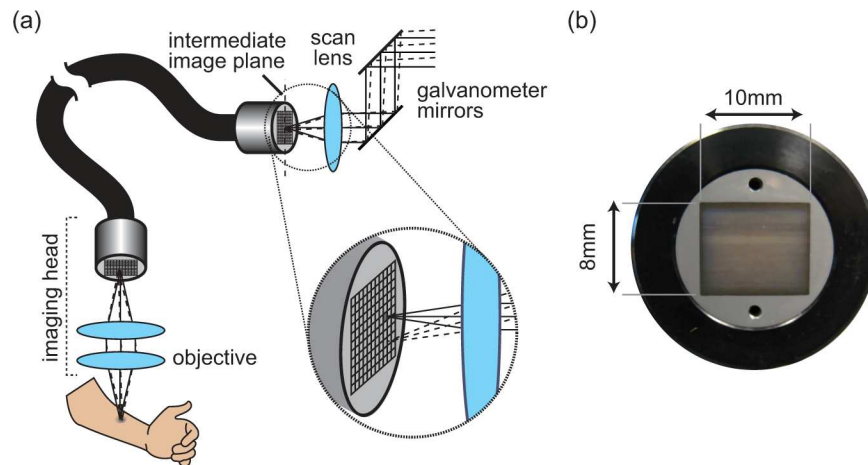 (a)
intermediate
image plane
scan
lens
galvanometer
mirrors
imaging head
objective
(b)
10mm
8mm